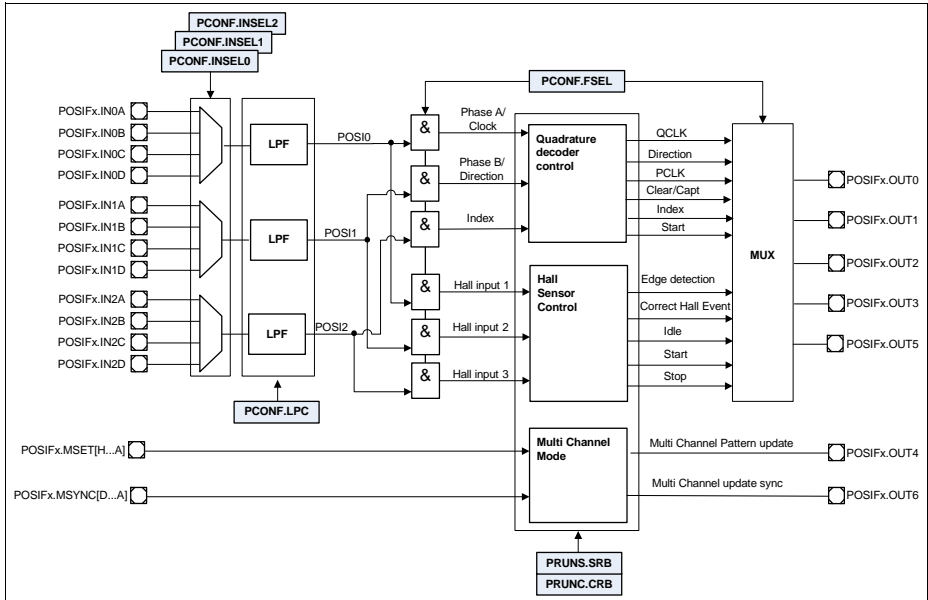 PCONF.INSEL2
PCONF.INSEL1
PCONF.INSEL0
PCONF.FSEL
POSIFx.IN0A
POSIFx.IN0B
POSIFx.IN0C
POSIFx.IN0D
POSIFx.IN1A
POSIFx.IN1B
POSIFx.IN1C
POSIFx.IN1D
POSIFx.IN2A
POSIFx.IN2B
POSIFx.IN2C
POSIFx.IN2D
LPF
LPF
LPF
POSI0
POSI1
POSI2
PCONF.LPC
&
&
&
&
&
&
Phase A/
Clock
Phase B/
Direction
Index
Hall input 1
Hall input 2
Hall input 3
Quadrature
decoder
control
QCLK
Direction
PCLK
Clear/Capt
Index
Start
Hall
Sensor
Control
Edge detection
Correct Hall Event
Idle
Start
Stop
MUX
POSIFx.OUT0
POSIFx.OUT1
POSIFx.OUT2
POSIFx.OUT3
POSIFx.OUT5
POSIFx.MSET[H...A]
POSIFx.MSYNC[D...A]
Multi Channel
Mode
Multi Channel Pattern update
Multi Channel update sync
POSIFx.OUT4
POSIFx.OUT6
PRUNS.SRB
PRUNC.CRB